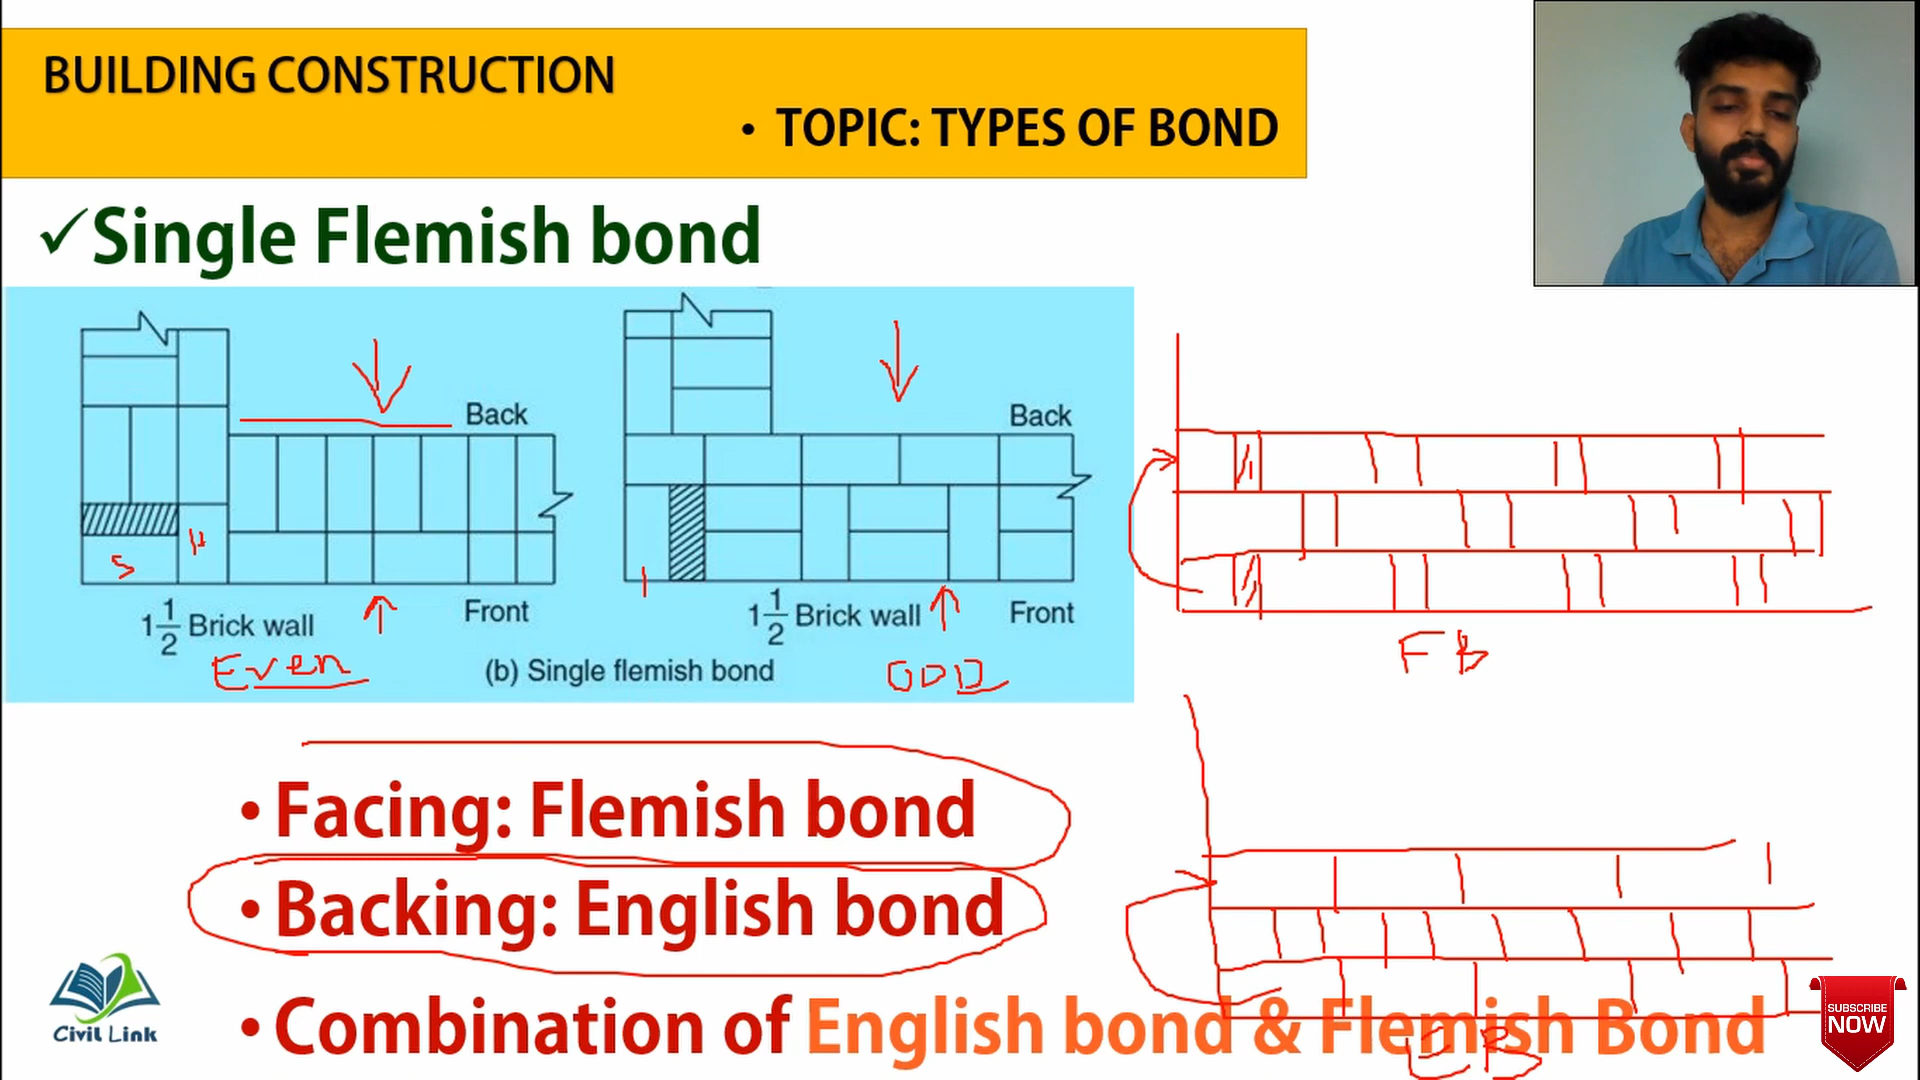 BUILDING CONSTRUCTION
• TOPIC: TYPES OF BOND
✓Single Flemish bond
Back
Back
S
H
1
1 1/2 Brick wall
Front
1 1/2 Brick wall
Front
Even
(b) Single flemish bond
ODD
FB
• Facing: Flemish bond
• Backing: English bond
• Combination of English bond & Flemish Bond
EB
Civil Link
SUBSCRIBE
NOW